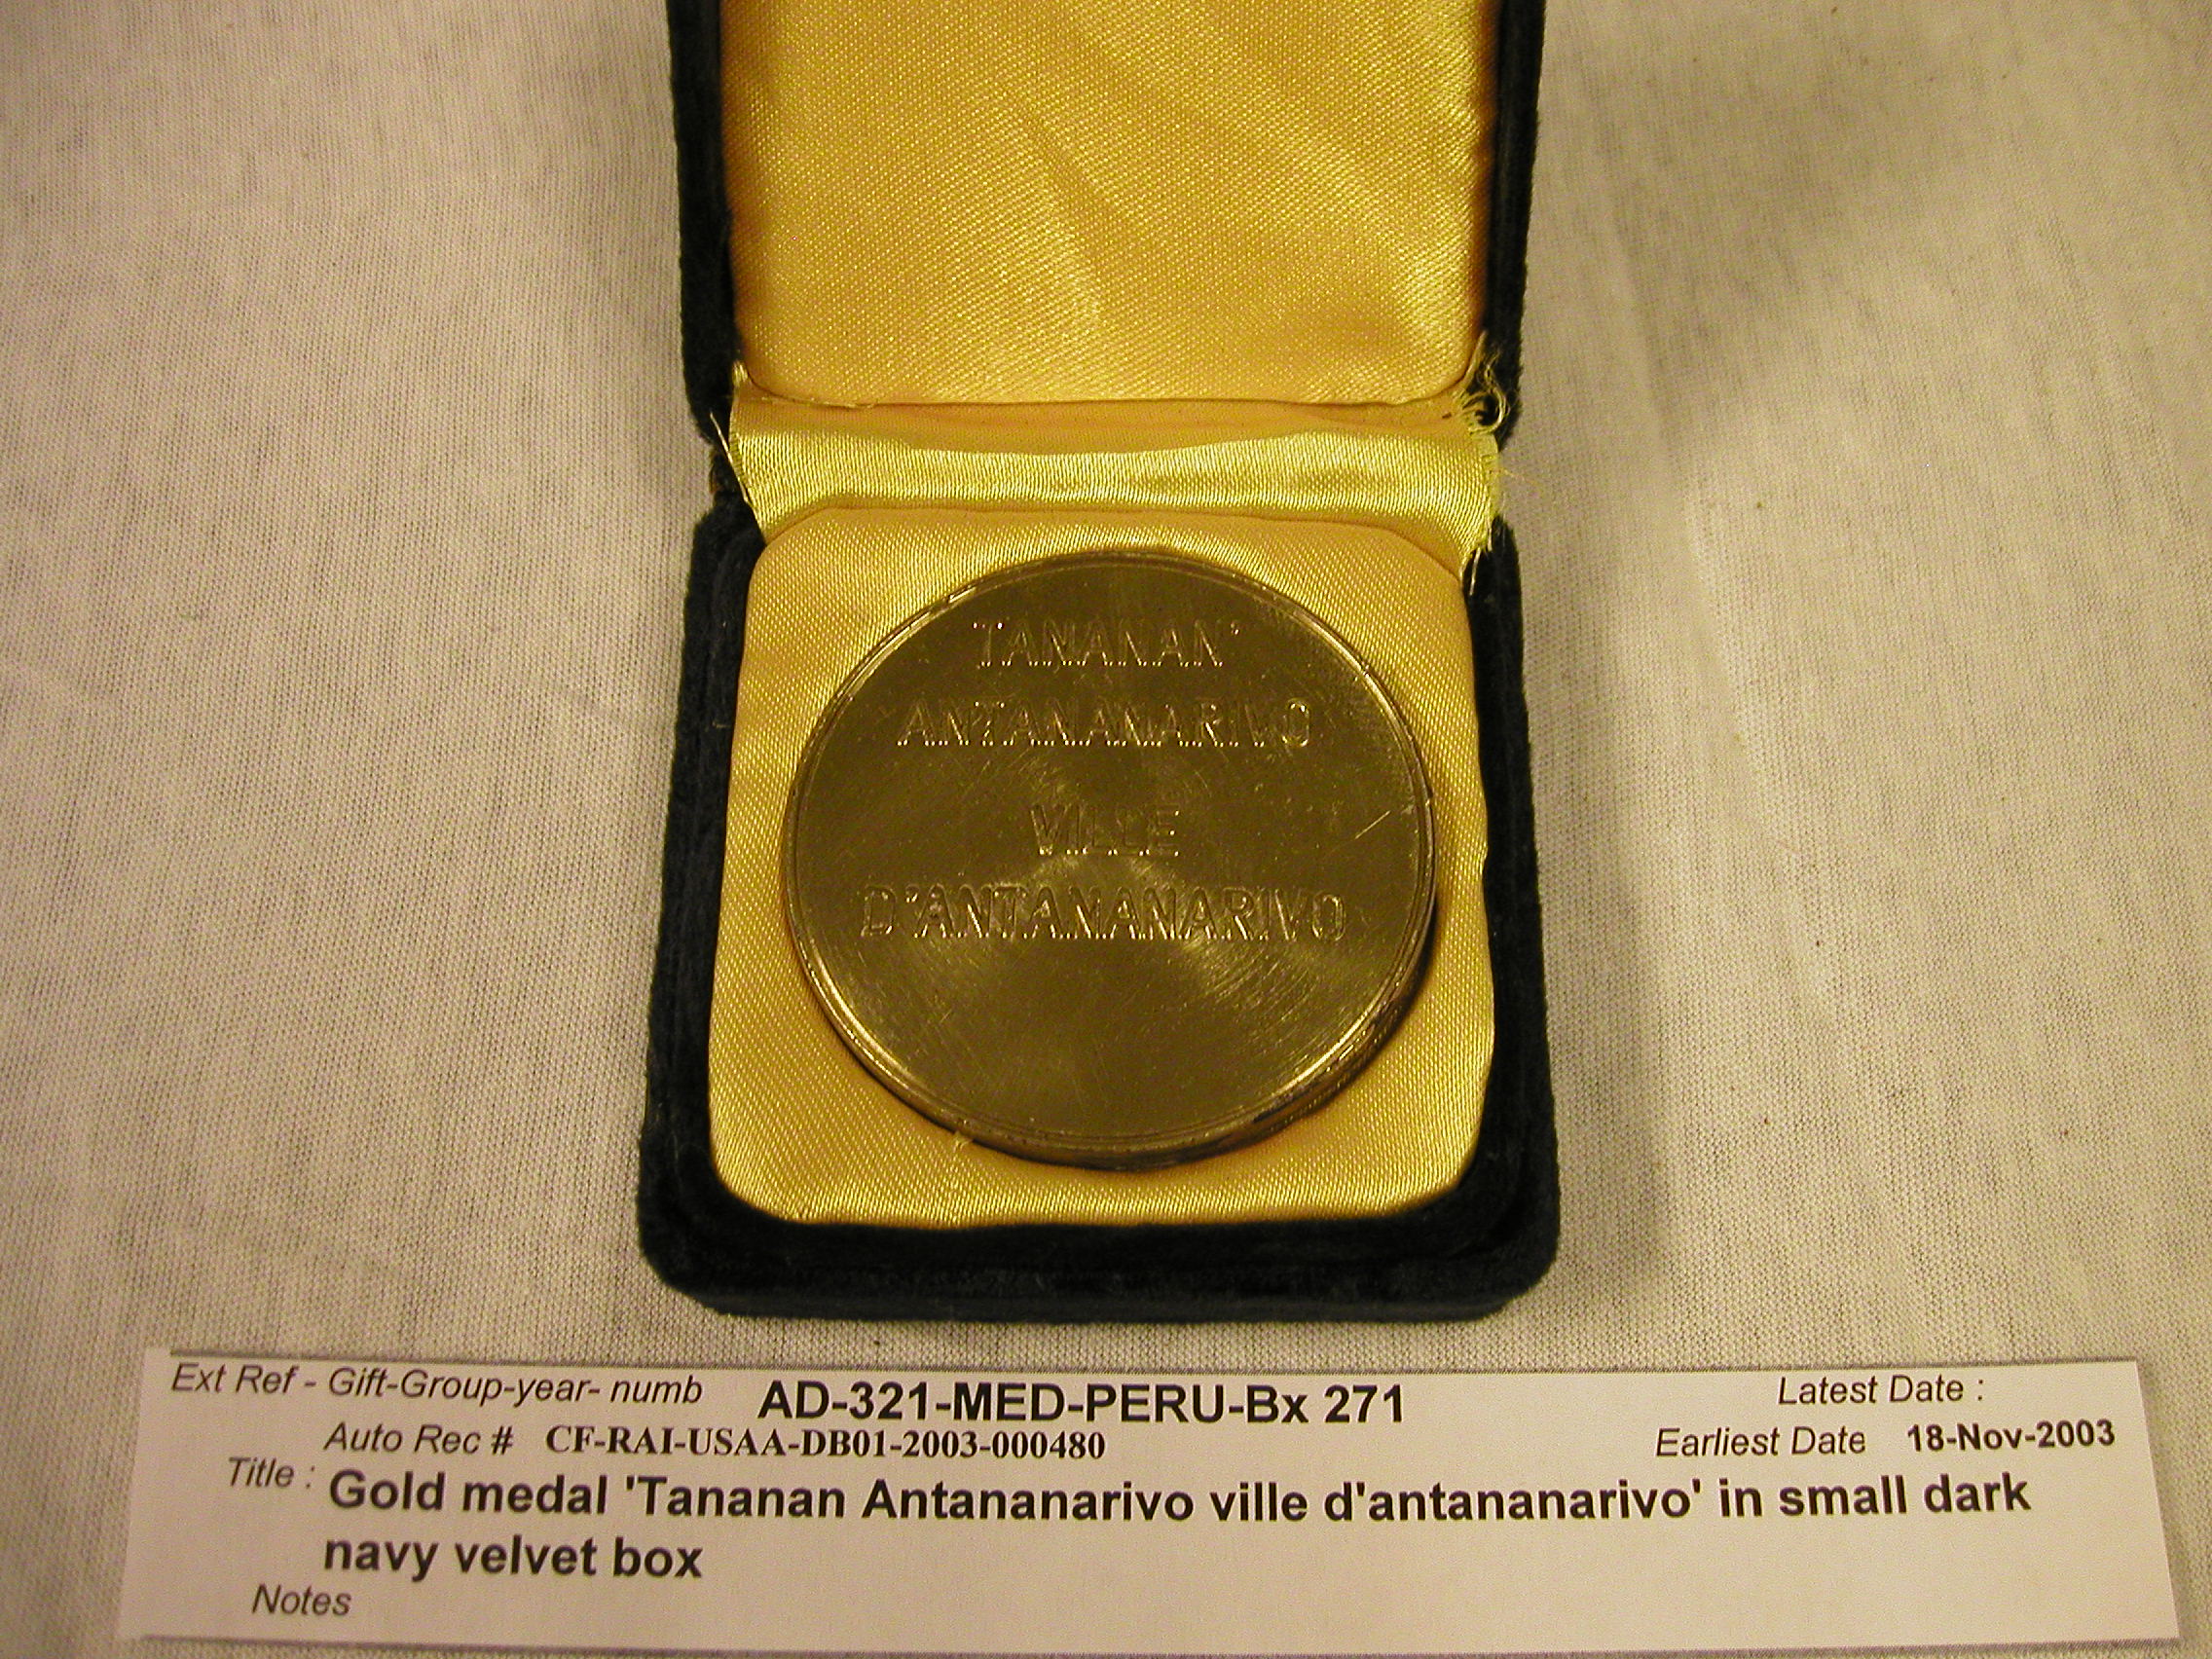 TANANAN'
ANTANANARIVO
VILLE
D'ANTANANARIVO
Ext Ref - Gift-Group-year- numb AD-321-MED-PERU-Bx 271 Latest Date :
Auto Rec # CF-RAI-USAA-DB01-2003-000480 Earliest Date 18-Nov-2003
Title : Gold medal 'Tananan Antananarivo ville d'antananarivo' in small dark
navy velvet box
Notes